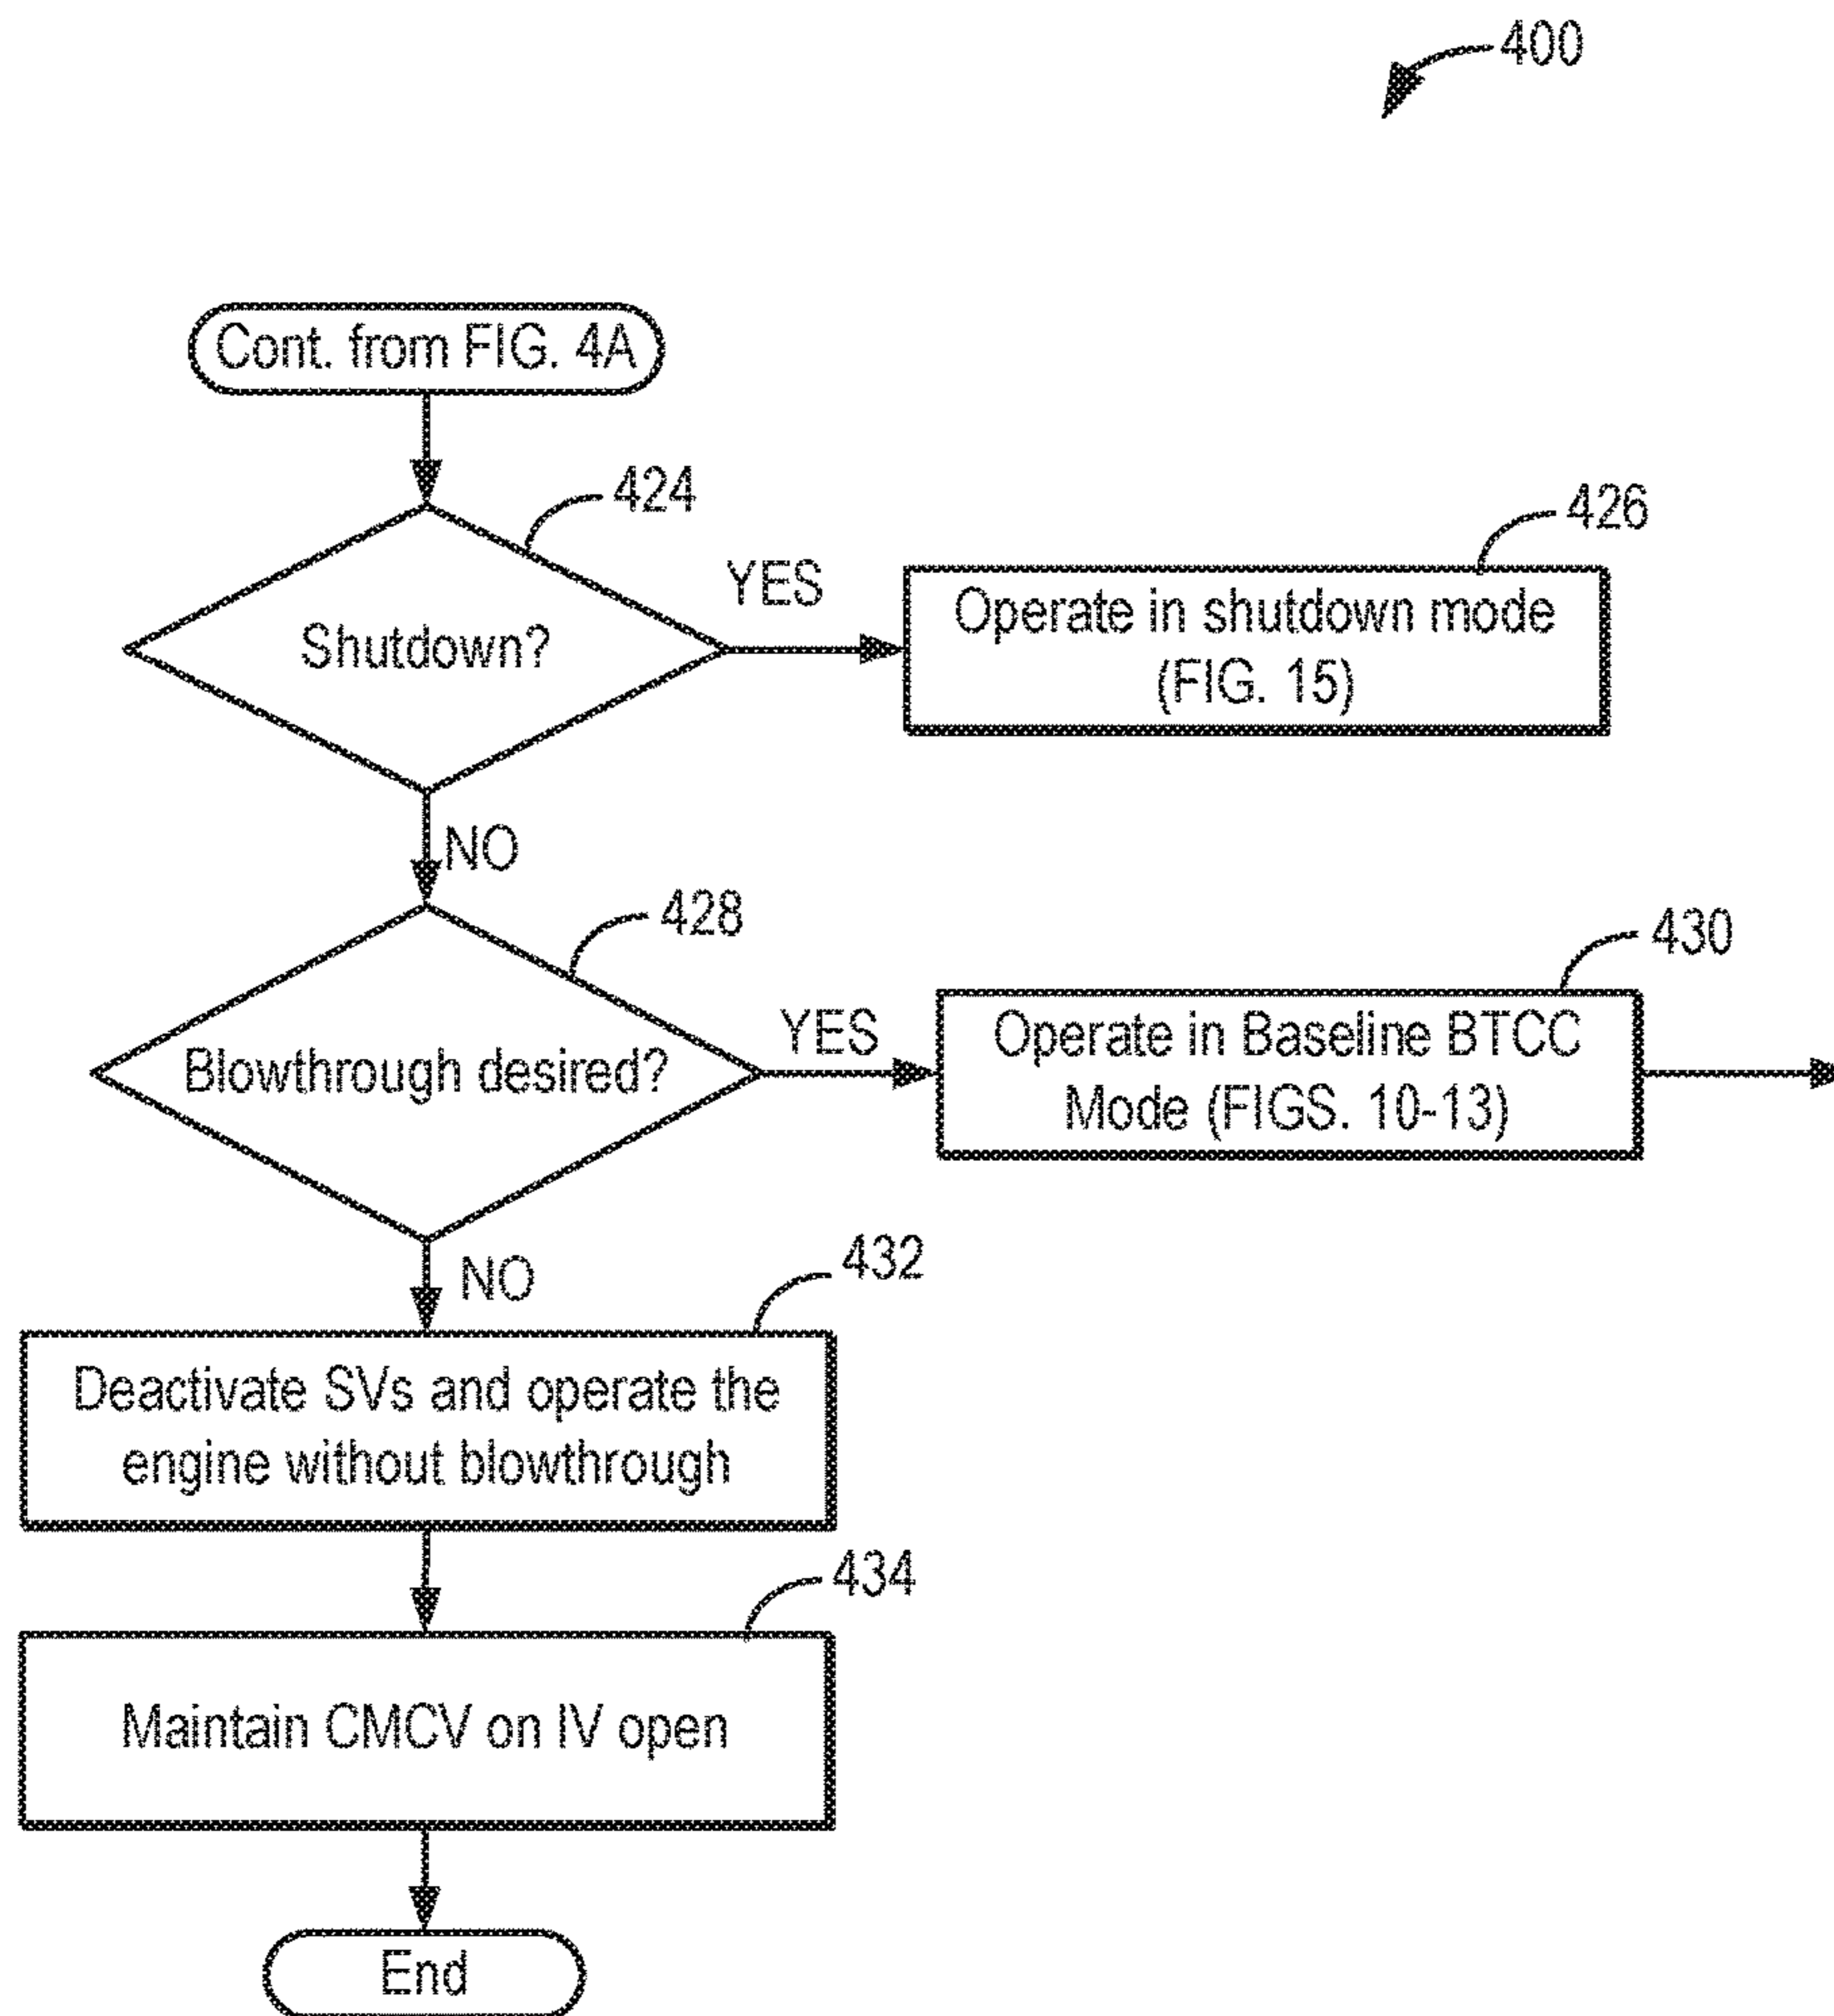 400
Cont. from FIG. 4A
424
Shutdown?
YES
426
Operate in shutdown mode
(FIG. 15)
NO
428
Blowthrough desired?
YES
430
Operate in Baseline BTCC
Mode (FIGS. 10-13)
NO
432
Deactivate SVs and operate the
engine without blowthrough
434
Maintain CMCV on IV open
End